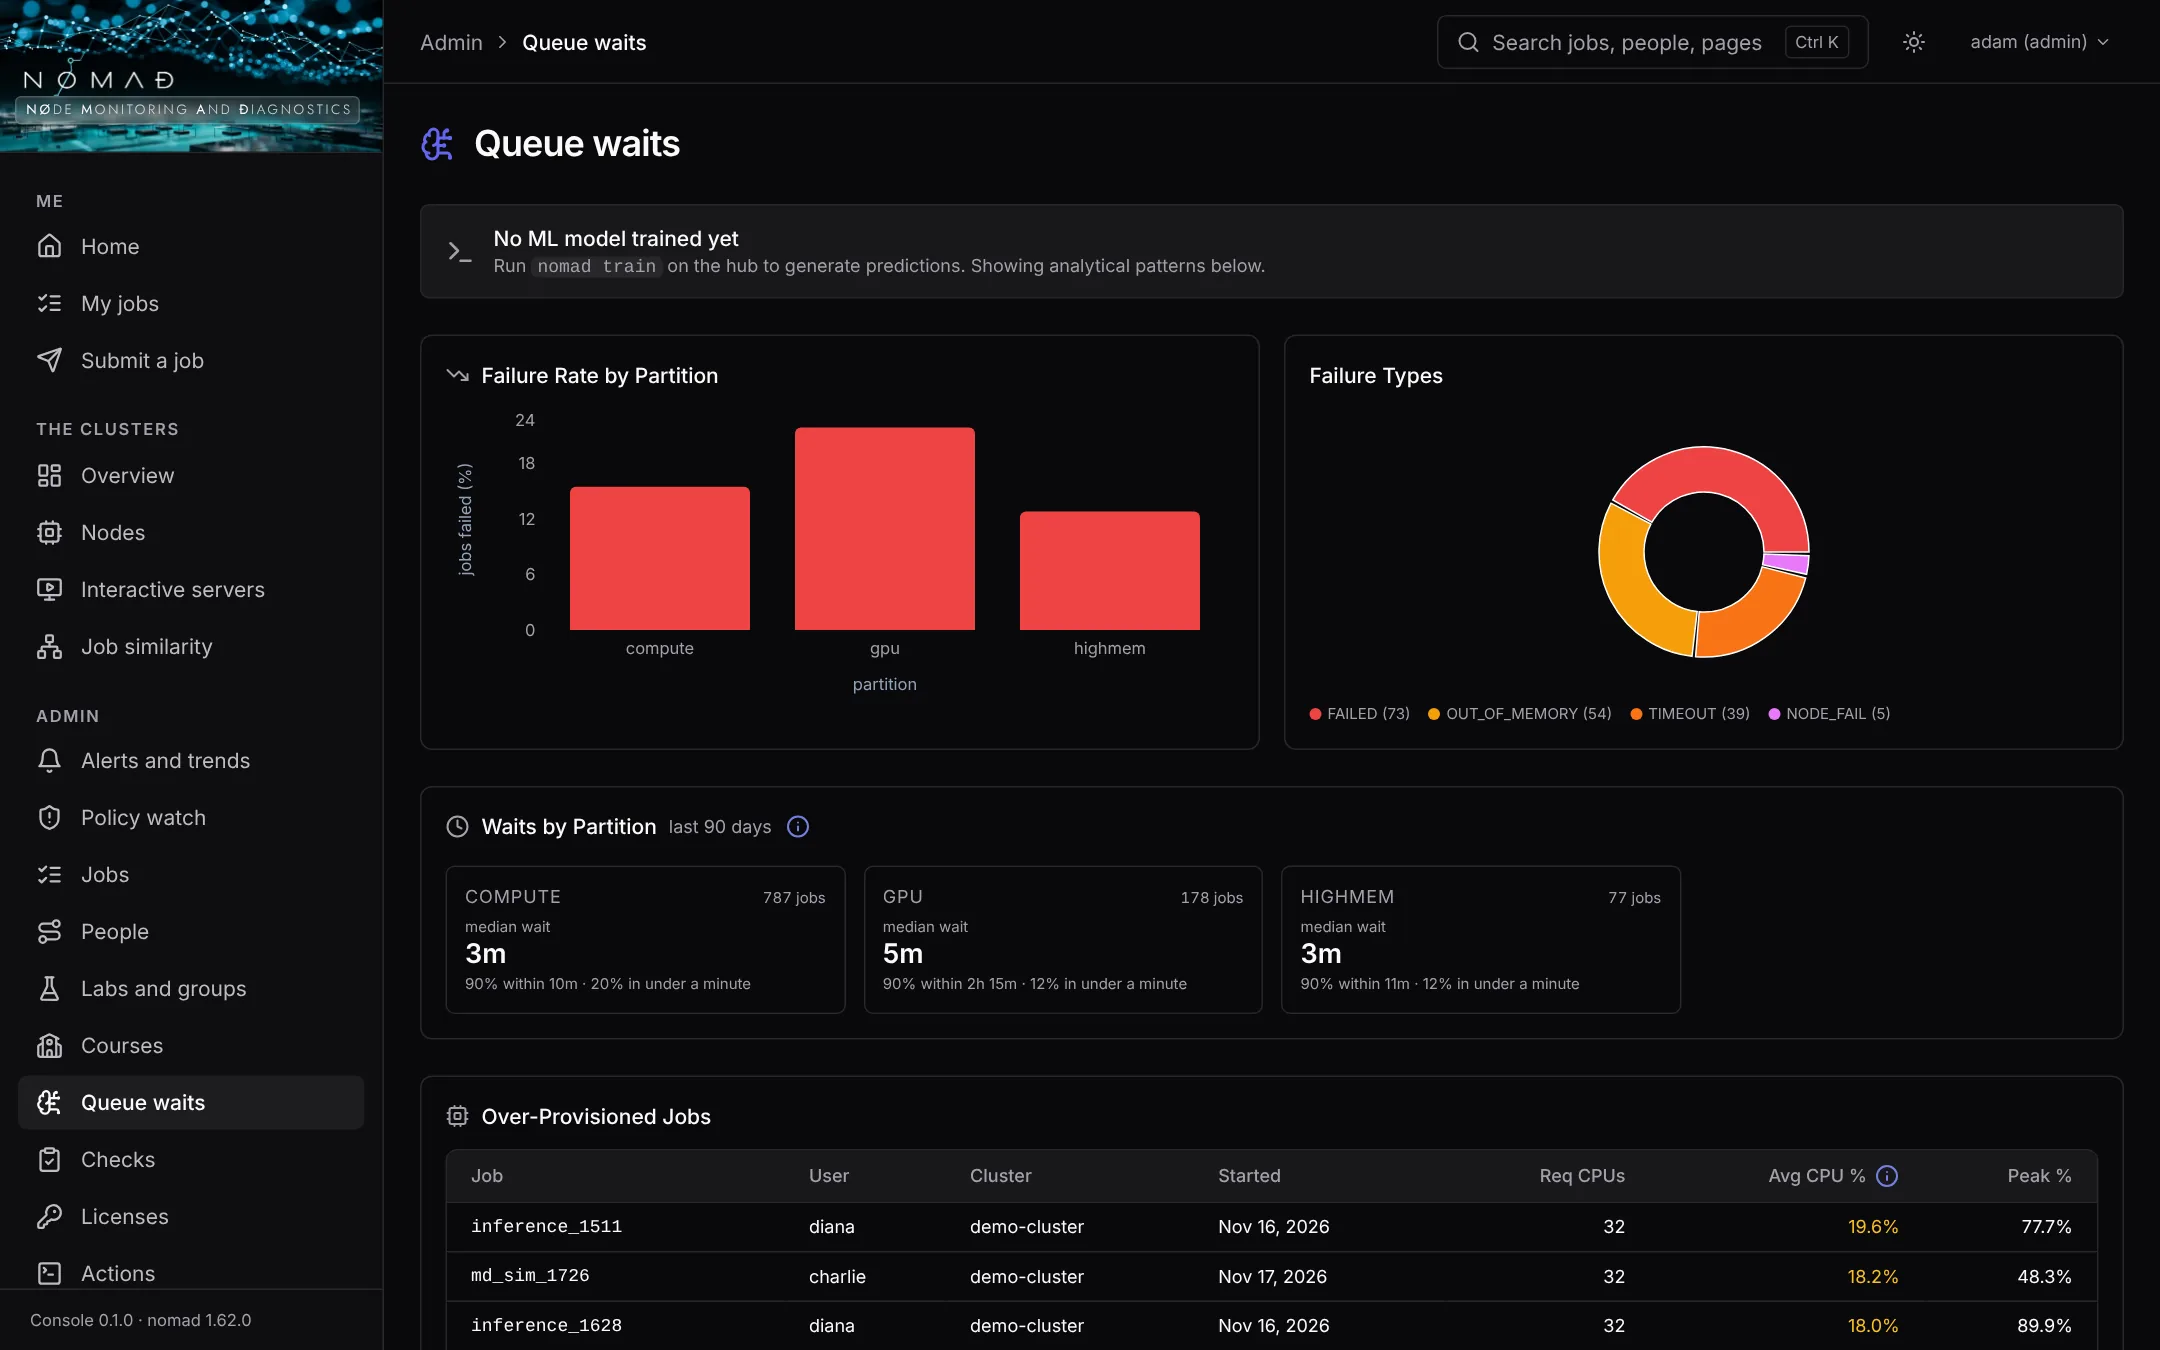 NØMAÐ
NØDE MONITORING AND ÐIAGNOSTICS
ME
Home
My jobs
Submit a job
THE CLUSTERS
Overview
Nodes
Interactive servers
Job similarity
ADMIN
Alerts and trends
Policy watch
Jobs
People
Labs and groups
Courses
Queue waits
Checks
Licenses
Actions
Console 0.1.0 · nomad 1.62.0
Admin > Queue waits
Search jobs, people, pages Ctrl K
adam (admin)
Queue waits
No ML model trained yet
Run nomad train on the hub to generate predictions. Showing analytical patterns below.
Failure Rate by Partition
24
18
12
6
0
jobs failed (%)
compute gpu highmem
partition
Failure Types
FAILED (73) OUT_OF_MEMORY (54) TIMEOUT (39) NODE_FAIL (5)
Waits by Partition last 90 days
COMPUTE 787 jobs
median wait
3m
90% within 10m · 20% in under a minute
GPU 178 jobs
median wait
5m
90% within 2h 15m · 12% in under a minute
HIGHMEM 77 jobs
median wait
3m
90% within 11m · 12% in under a minute
Over-Provisioned Jobs
Job User Cluster Started Req CPUs Avg CPU % Peak %
inference_1511 diana demo-cluster Nov 16, 2026 32 19.6% 77.7%
md_sim_1726 charlie demo-cluster Nov 17, 2026 32 18.2% 48.3%
inference_1628 diana demo-cluster Nov 16, 2026 32 18.0% 89.9%